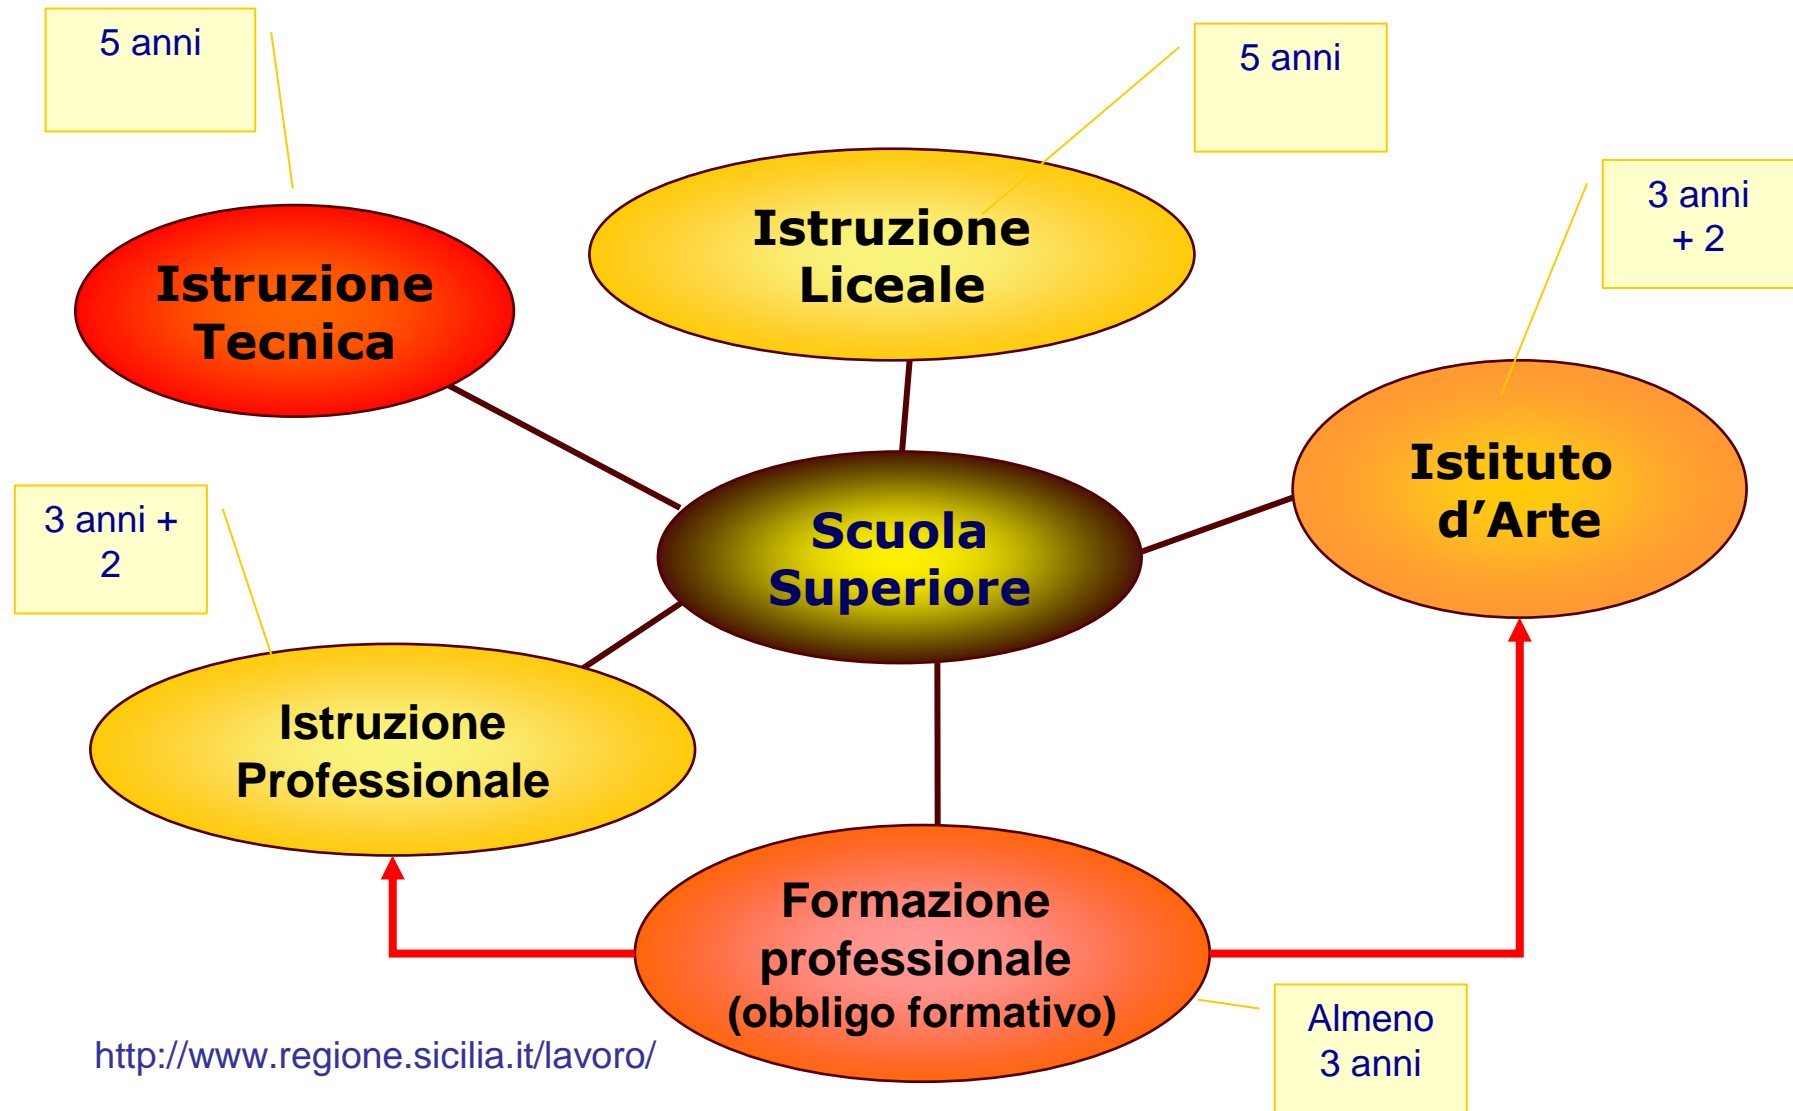 5 anni
5 anni
3 anni
+ 2
Istruzione
Liceale
Istruzione
Tecnica
Istituto
d’Arte
3 anni +
2
Scuola
Superiore
Istruzione
Professionale
Formazione
professionale
(obbligo formativo)
Almeno
3 anni
http://www.regione.sicilia.it/lavoro/